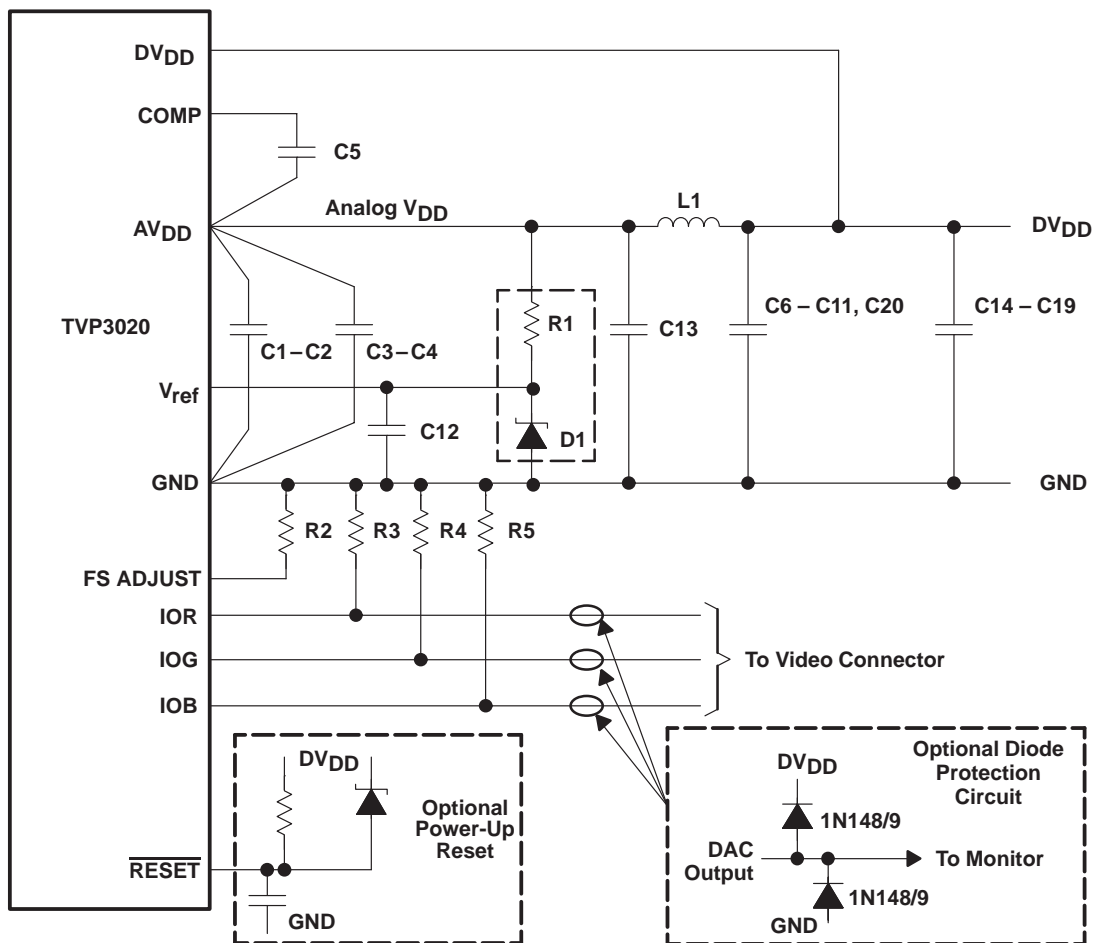 DVDD
COMP
C5
L1
Analog VDD
AVDD
DVDD
TVP3020
C1–C2
C3–C4
R1
C13
C6 – C11, C20
C14 – C19
Vref
C12
D1
GND
GND
R2
R3
R4
R5
FS ADJUST
IOR
IOG
To Video Connector
IOB
DVDD
Optional
Power-Up
Reset
RESET
GND
Optional Diode
Protection
Circuit
DVDD
1N148/9
DAC
Output
To Monitor
1N148/9
GND